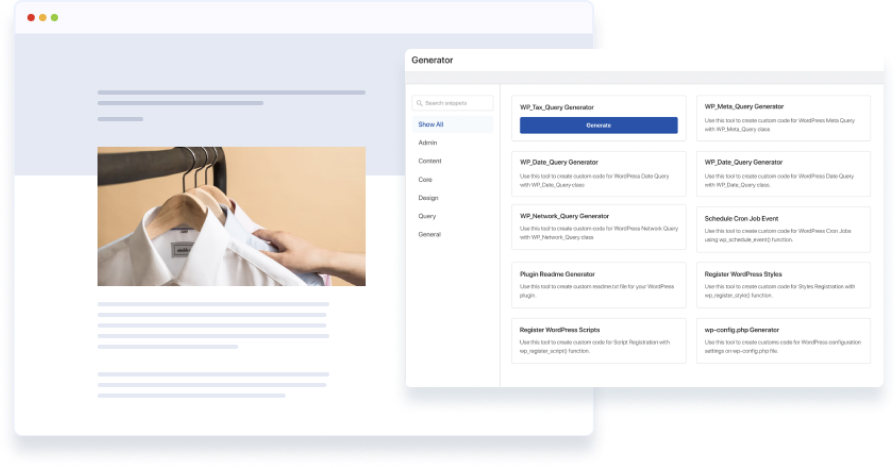 Generator
Search snippets
Show All
Admin
Content
Core
Design
Query
General
WP_Tax_Query Generator
Generate
WP_Meta_Query Generator
Use this tool to create custom code for WordPress Meta Query
with WP_Meta_Query class
WP_Date_Query Generator
Use this tool to create custom code for WordPress Date Query
with WP_Date_Query class
WP_Date_Query Generator
Use this tool to create custom code for WordPress Date Query
with WP_Date_Query class.
WP_Network_Query Generator
Use this tool to create custom code for WordPress Network Query
with WP_Network_Query class
Schedule Cron Job Event
Use this tool to create custom code for WordPress Cron Jobs
using wp_schedule_event() function.
Plugin Readme Generator
Use this tool to create custom readme.txt file for your WordPress
plugin.
Register WordPress Styles
Use this tool to create custom code for Styles Registration with
wp_register_style() function.
Register WordPress Scripts
Use this tool to create custom code for Script Registration with
wp_register_script() function.
wp-config.php Generator
Use this tool to create customs code for WordPress configuration
settings on wp-config.php file.